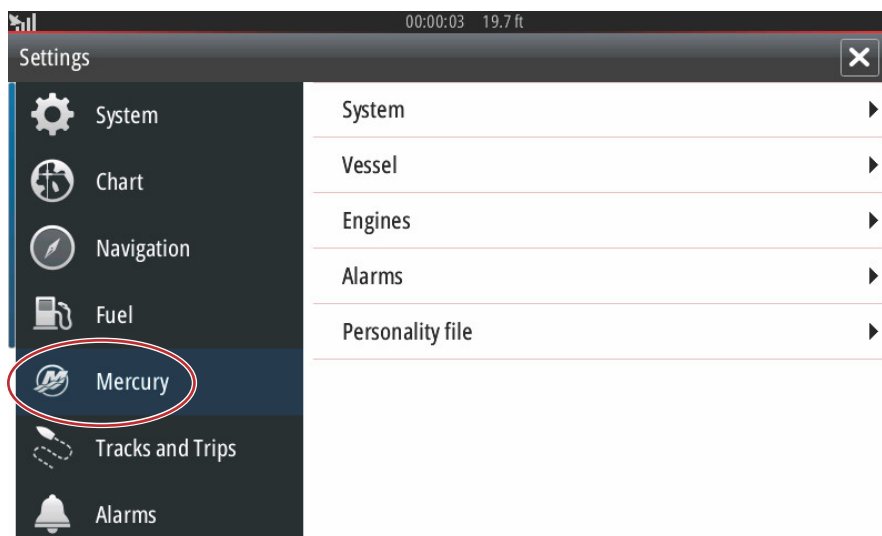 00:00:03 19.7 ft
Settings
System
Chart
Navigation
Fuel
Mercury
Tracks and Trips
Alarms
System
Vessel
Engines
Alarms
Personality file